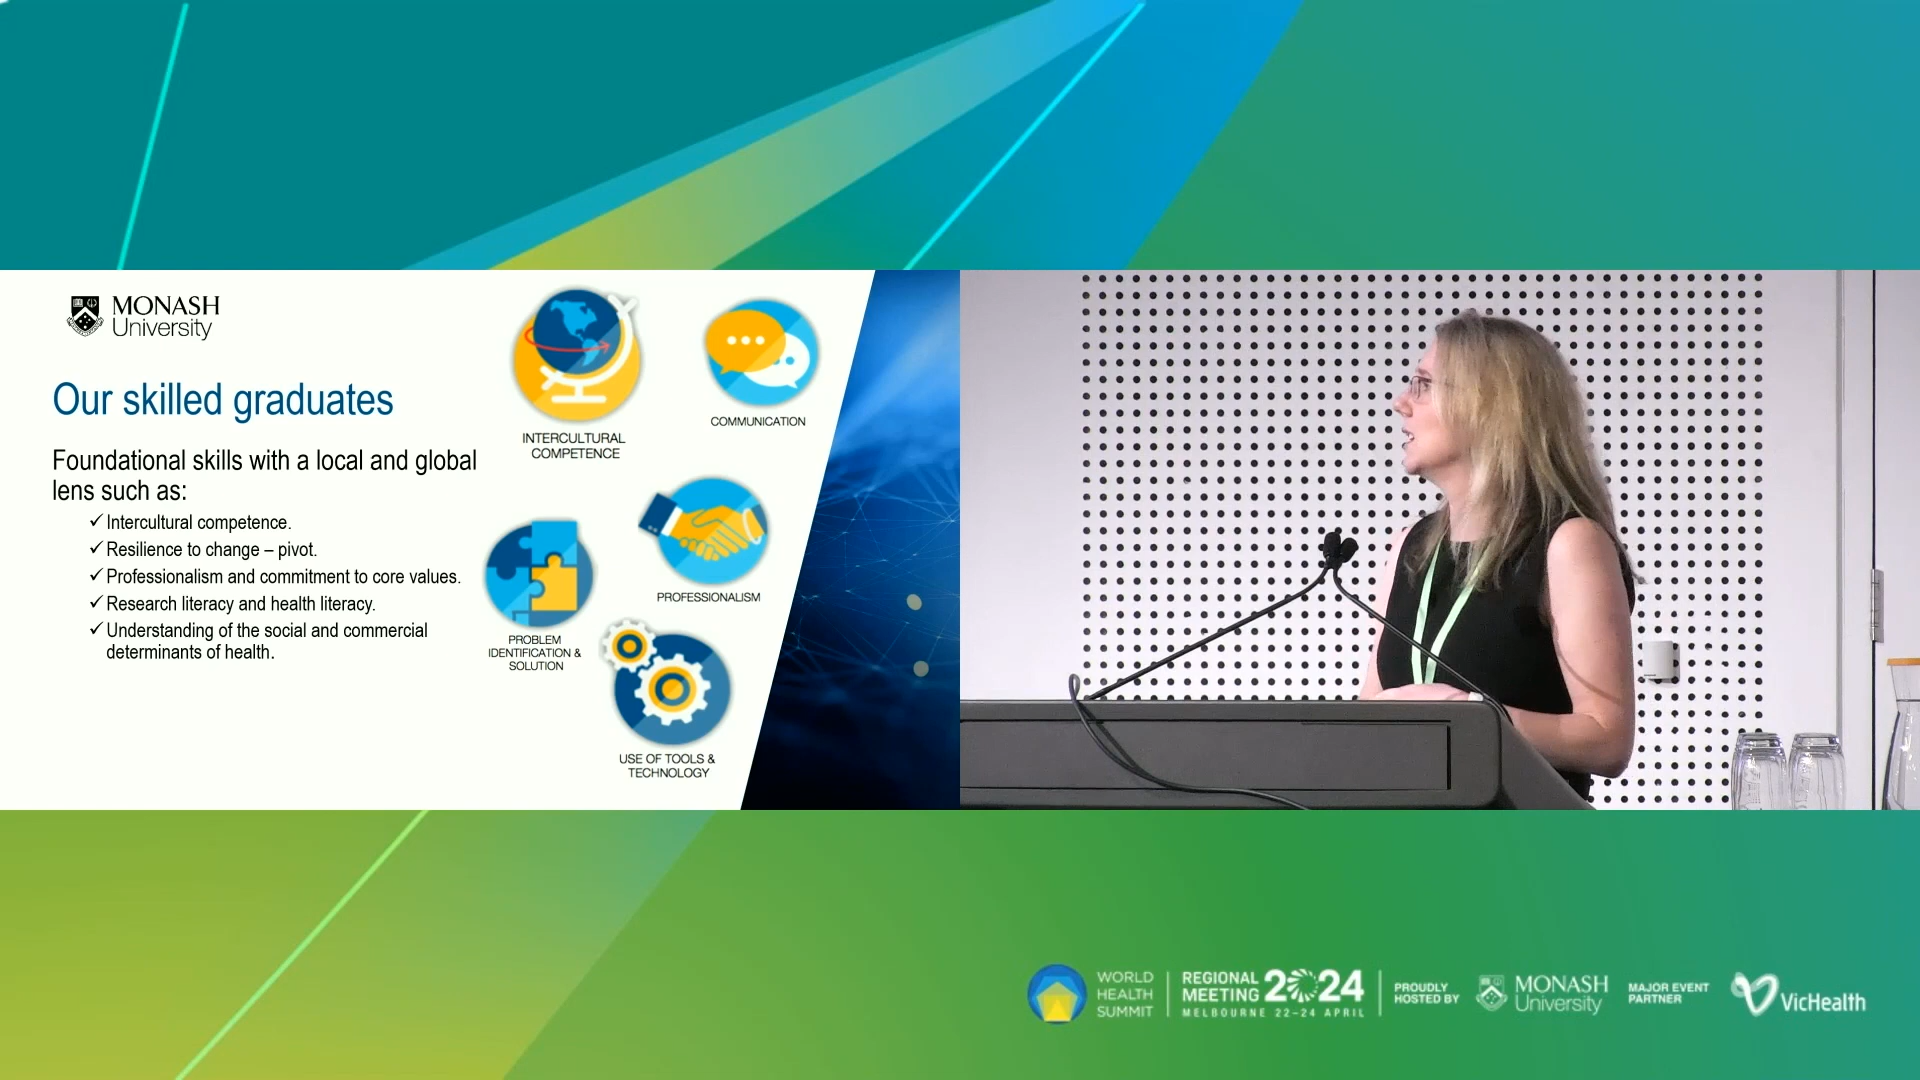 MONASH
University
Our skilled graduates
Foundational skills with a local and global
lens such as:
✓Intercultural competence.
✓Resilience to change – pivot.
✓Professionalism and commitment to core values.
✓Research literacy and health literacy.
✓Understanding of the social and commercial
determinants of health.
INTERCULTURAL
COMPETENCE
COMMUNICATION
PROFESSIONALISM
PROBLEM
IDENTIFICATION &
SOLUTION
USE OF TOOLS &
TECHNOLOGY
WORLD
HEALTH
SUMMIT
REGIONAL
MEETING 2024
MELBOURNE 22–24 APRIL
PROUDLY
HOSTED BY
MONASH
University
MAJOR EVENT
PARTNER
VicHealth